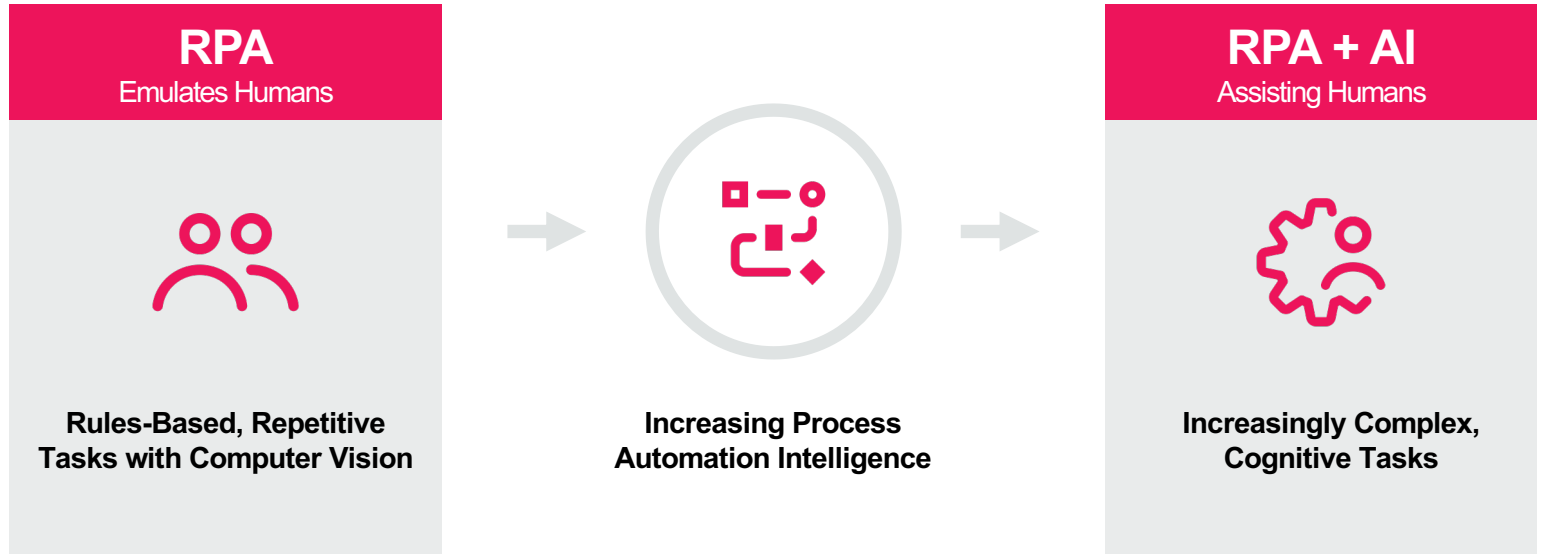 RPA
Emulates Humans
Rules-Based, Repetitive
Tasks with Computer Vision
Increasing Process
Automation Intelligence
RPA + AI
Assisting Humans
Increasingly Complex,
Cognitive Tasks